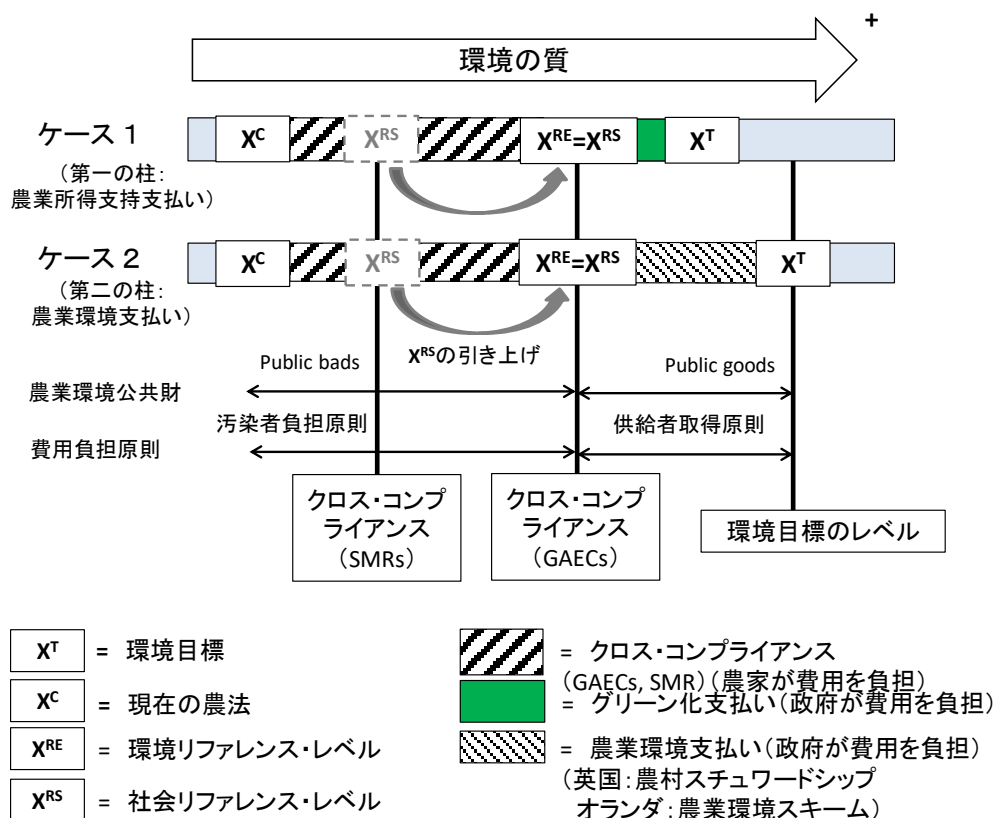 +
環境の質
ケース１
(第一の柱:
農業所得支持支払い)
X^C
X^RS
X^RE=X^RS
X^T
ケース２
(第二の柱:
農業環境支払い)
X^C
X^RS
X^RE=X^RS
X^T
X^RSの引き上げ
Public bads
Public goods
農業環境公共財
汚染者負担原則
供給者取得原則
費用負担原則
クロス・コンプ
ライアンス
(SMRs)
クロス・コンプ
ライアンス
(GAECs)
環境目標のレベル
X^T = 環境目標
X^C = 現在の農法
X^RE = 環境リファレンス・レベル
X^RS = 社会リファレンス・レベル
= クロス・コンプライアンス
(GAECs, SMR)(農家が費用を負担)
= グリーン化支払い(政府が費用を負担)
= 農業環境支払い(政府が費用を負担)
(英国:農村スチュワードシップ
オランダ:農業環境スキーム)